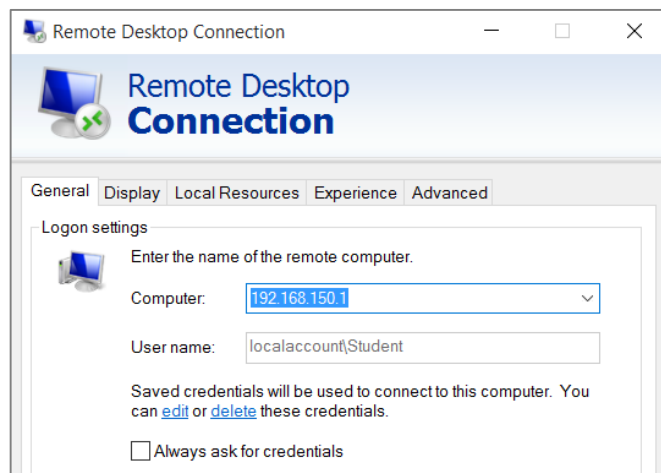 Remote Desktop Connection
Remote Desktop
Connection
General Display Local Resources Experience Advanced
Logon settings
Enter the name of the remote computer.
Computer: 192.168.150.1
User name: localaccount\Student
Saved credentials will be used to connect to this computer. You
can edit or delete these credentials.
Always ask for credentials